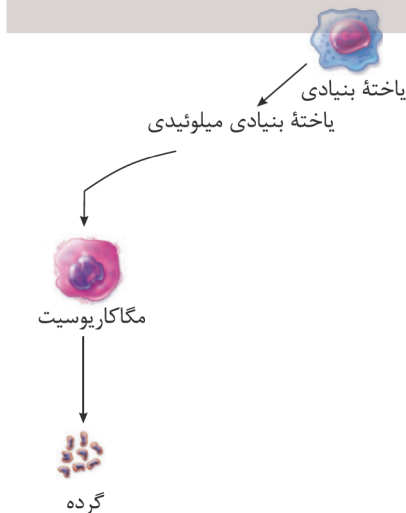 یاختهٔ بنیادی
یاختهٔ بنیادی میلوئیدی
مگاکاریوسیت
گرده